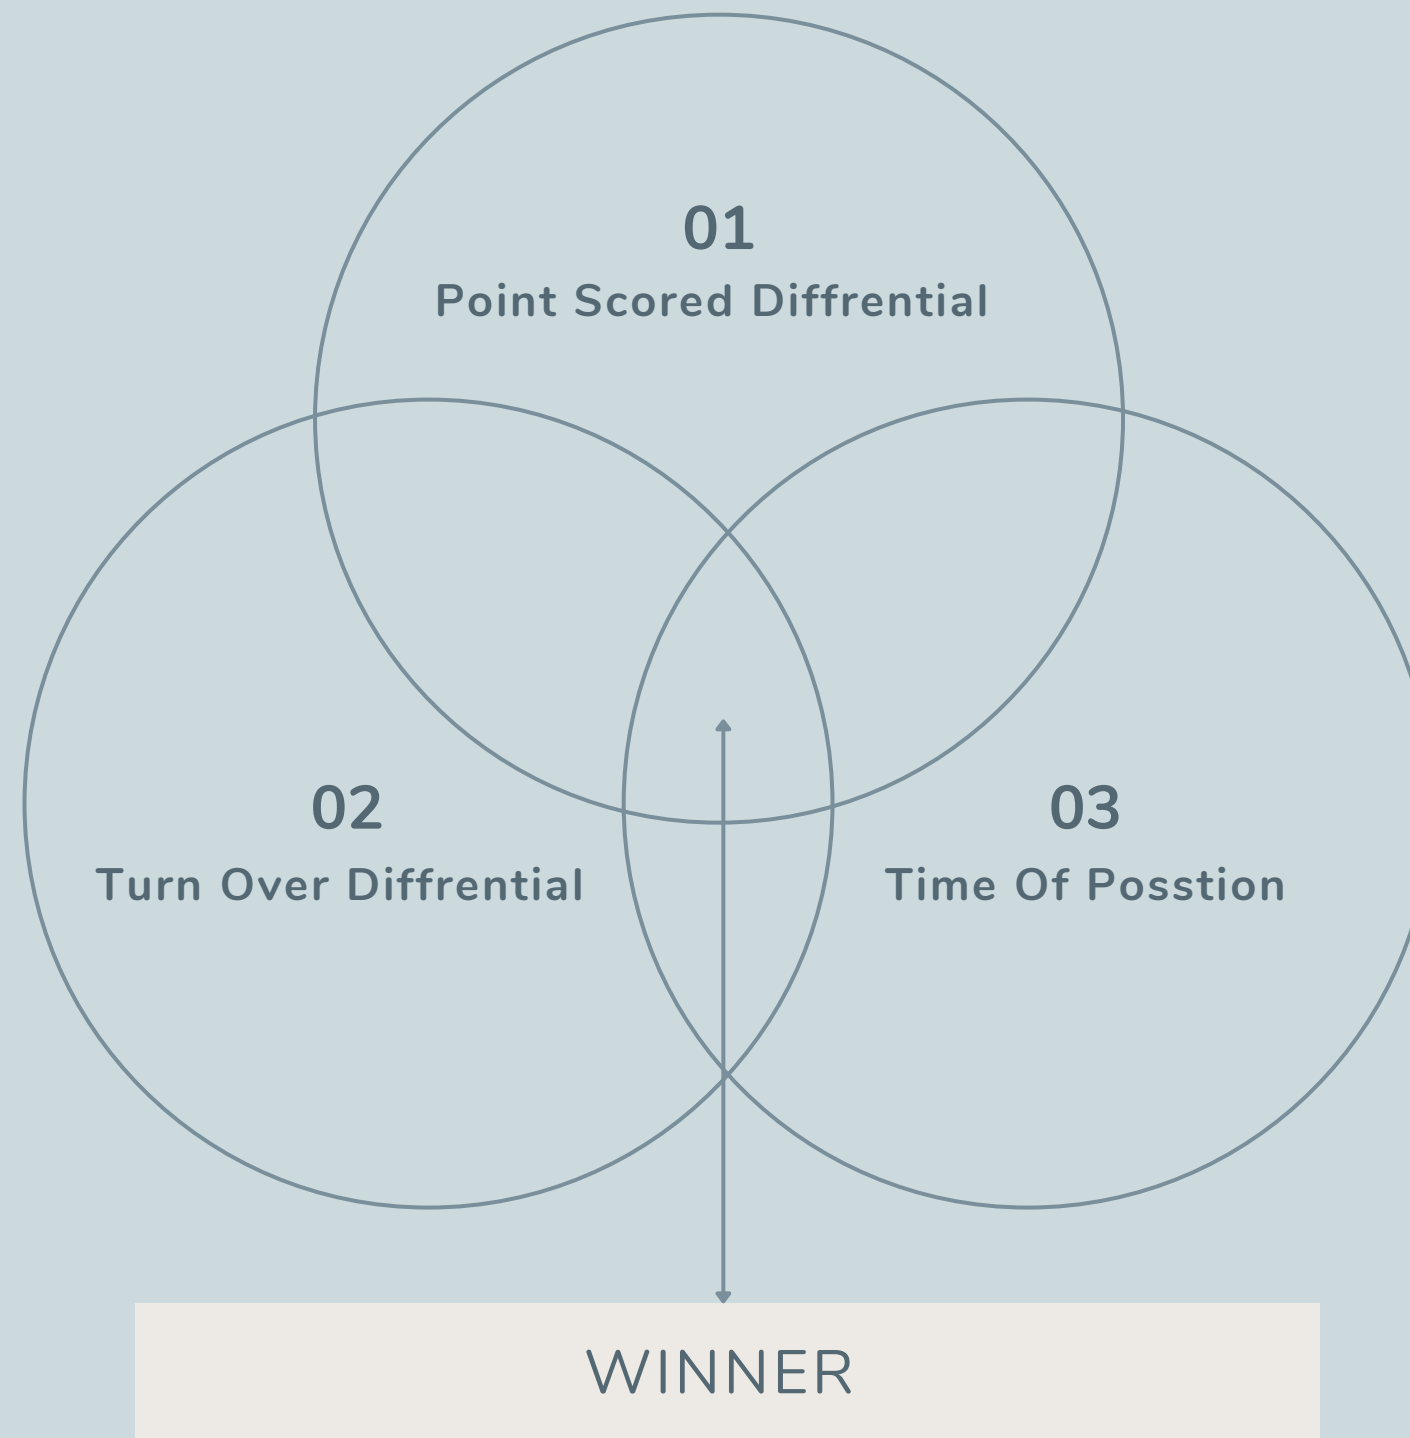 01
Point Scored Diffrential
02
Turn Over Diffrential
03
Time Of Posstion
WINNER